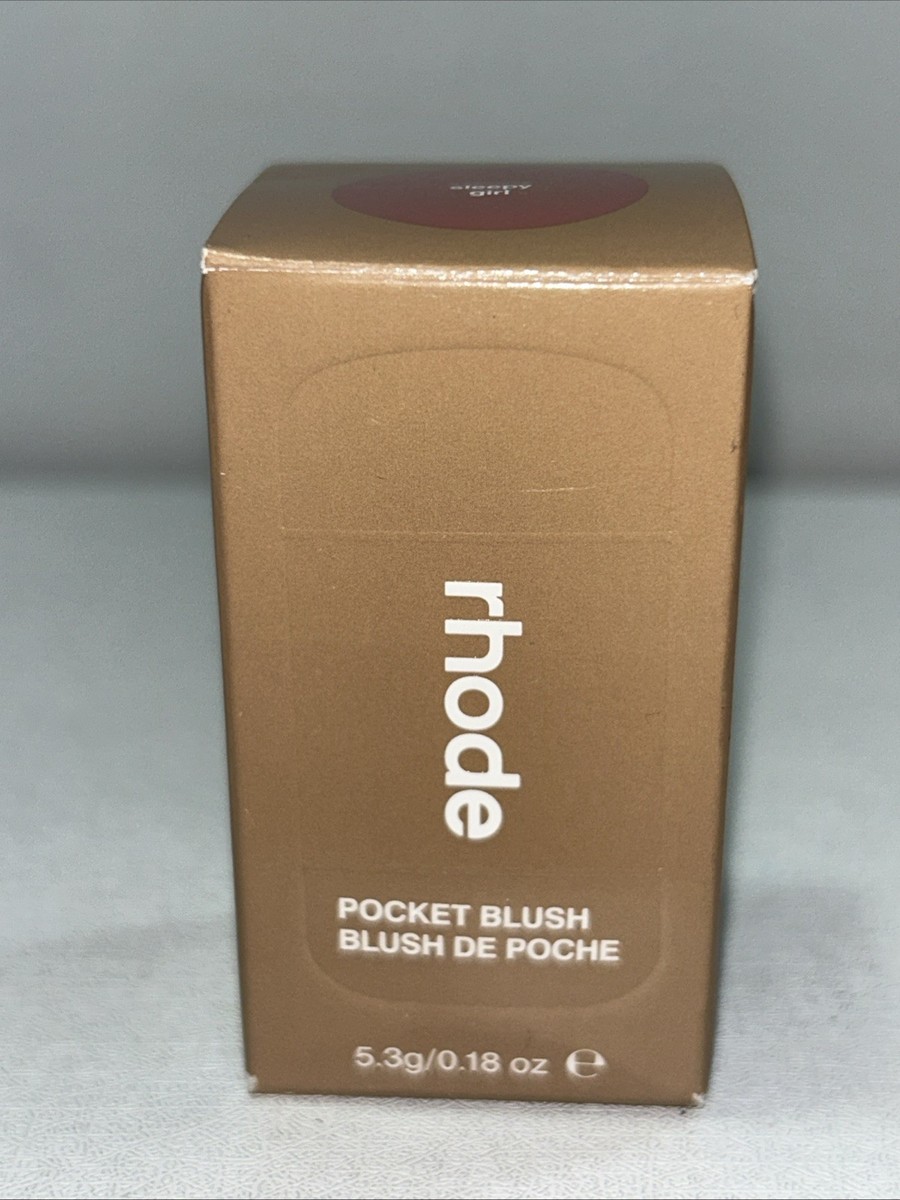 sleepy
girl
rhode
POCKET BLUSH
BLUSH DE POCHE
5.3g/0.18 oz ℮